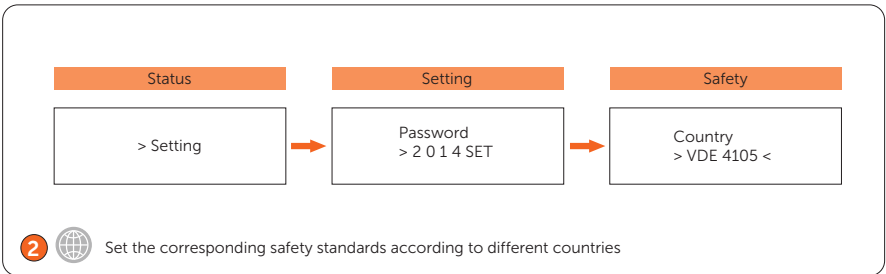 Status
Setting
Safety
> Setting
Password
> 2 0 1 4 SET
Country
> VDE 4105 <
2 Set the corresponding safety standards according to different countries